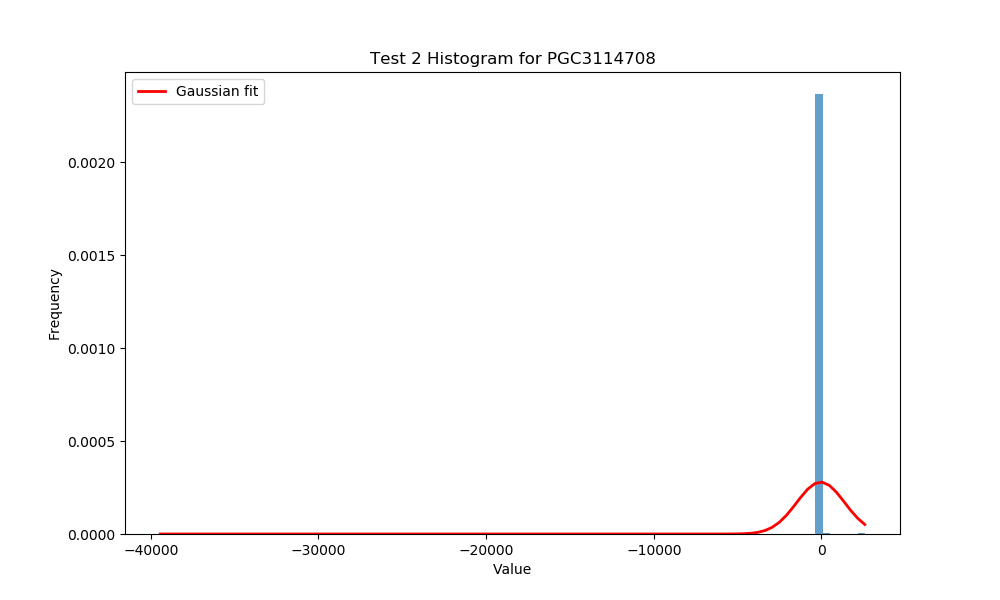 Test 2 Histogram for PGC3114708
Gaussian fit
Frequency
0.0020
0.0015
0.0010
0.0005
0.0000
−40000
−30000
−20000
−10000
0
Value